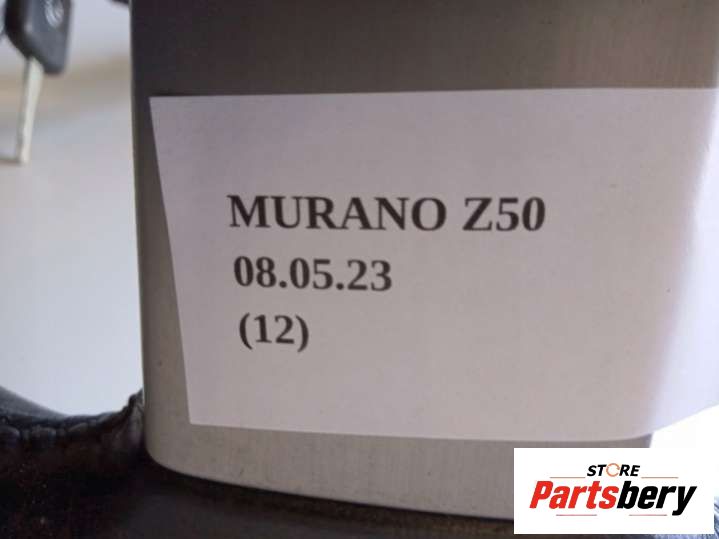 MURANO Z50
08.05.23
(12)
STORE
Partsbery